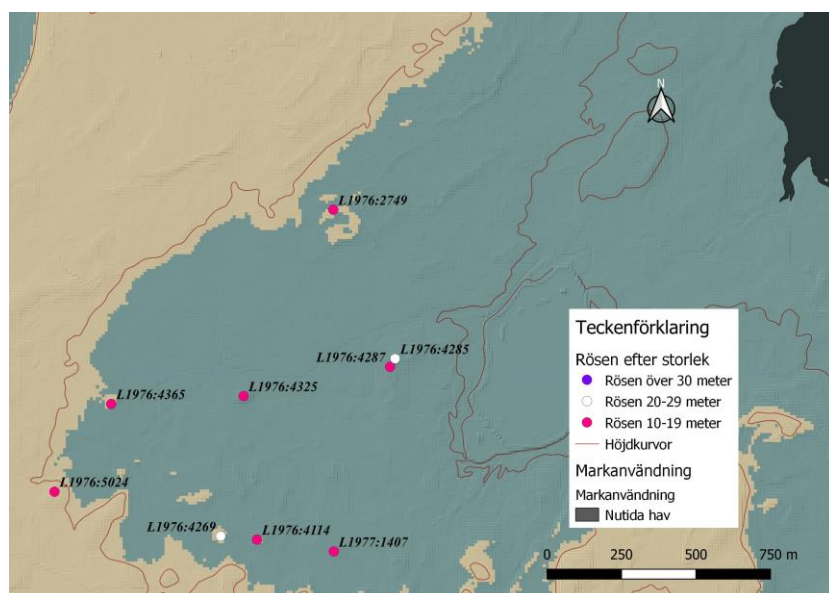 N
L1976:2749
L1976:4285
L1976:4287
L1976:4325
L1976:4365
L1976:5024
L1976:4269
L1976:4114
L1977:1407
Teckenförklaring
Rösen efter storlek
Rösen över 30 meter
Rösen 20-29 meter
Rösen 10-19 meter
Höjdkurvor
Markanvändning
Markanvändning
Nutida hav
0 250 500 750 m